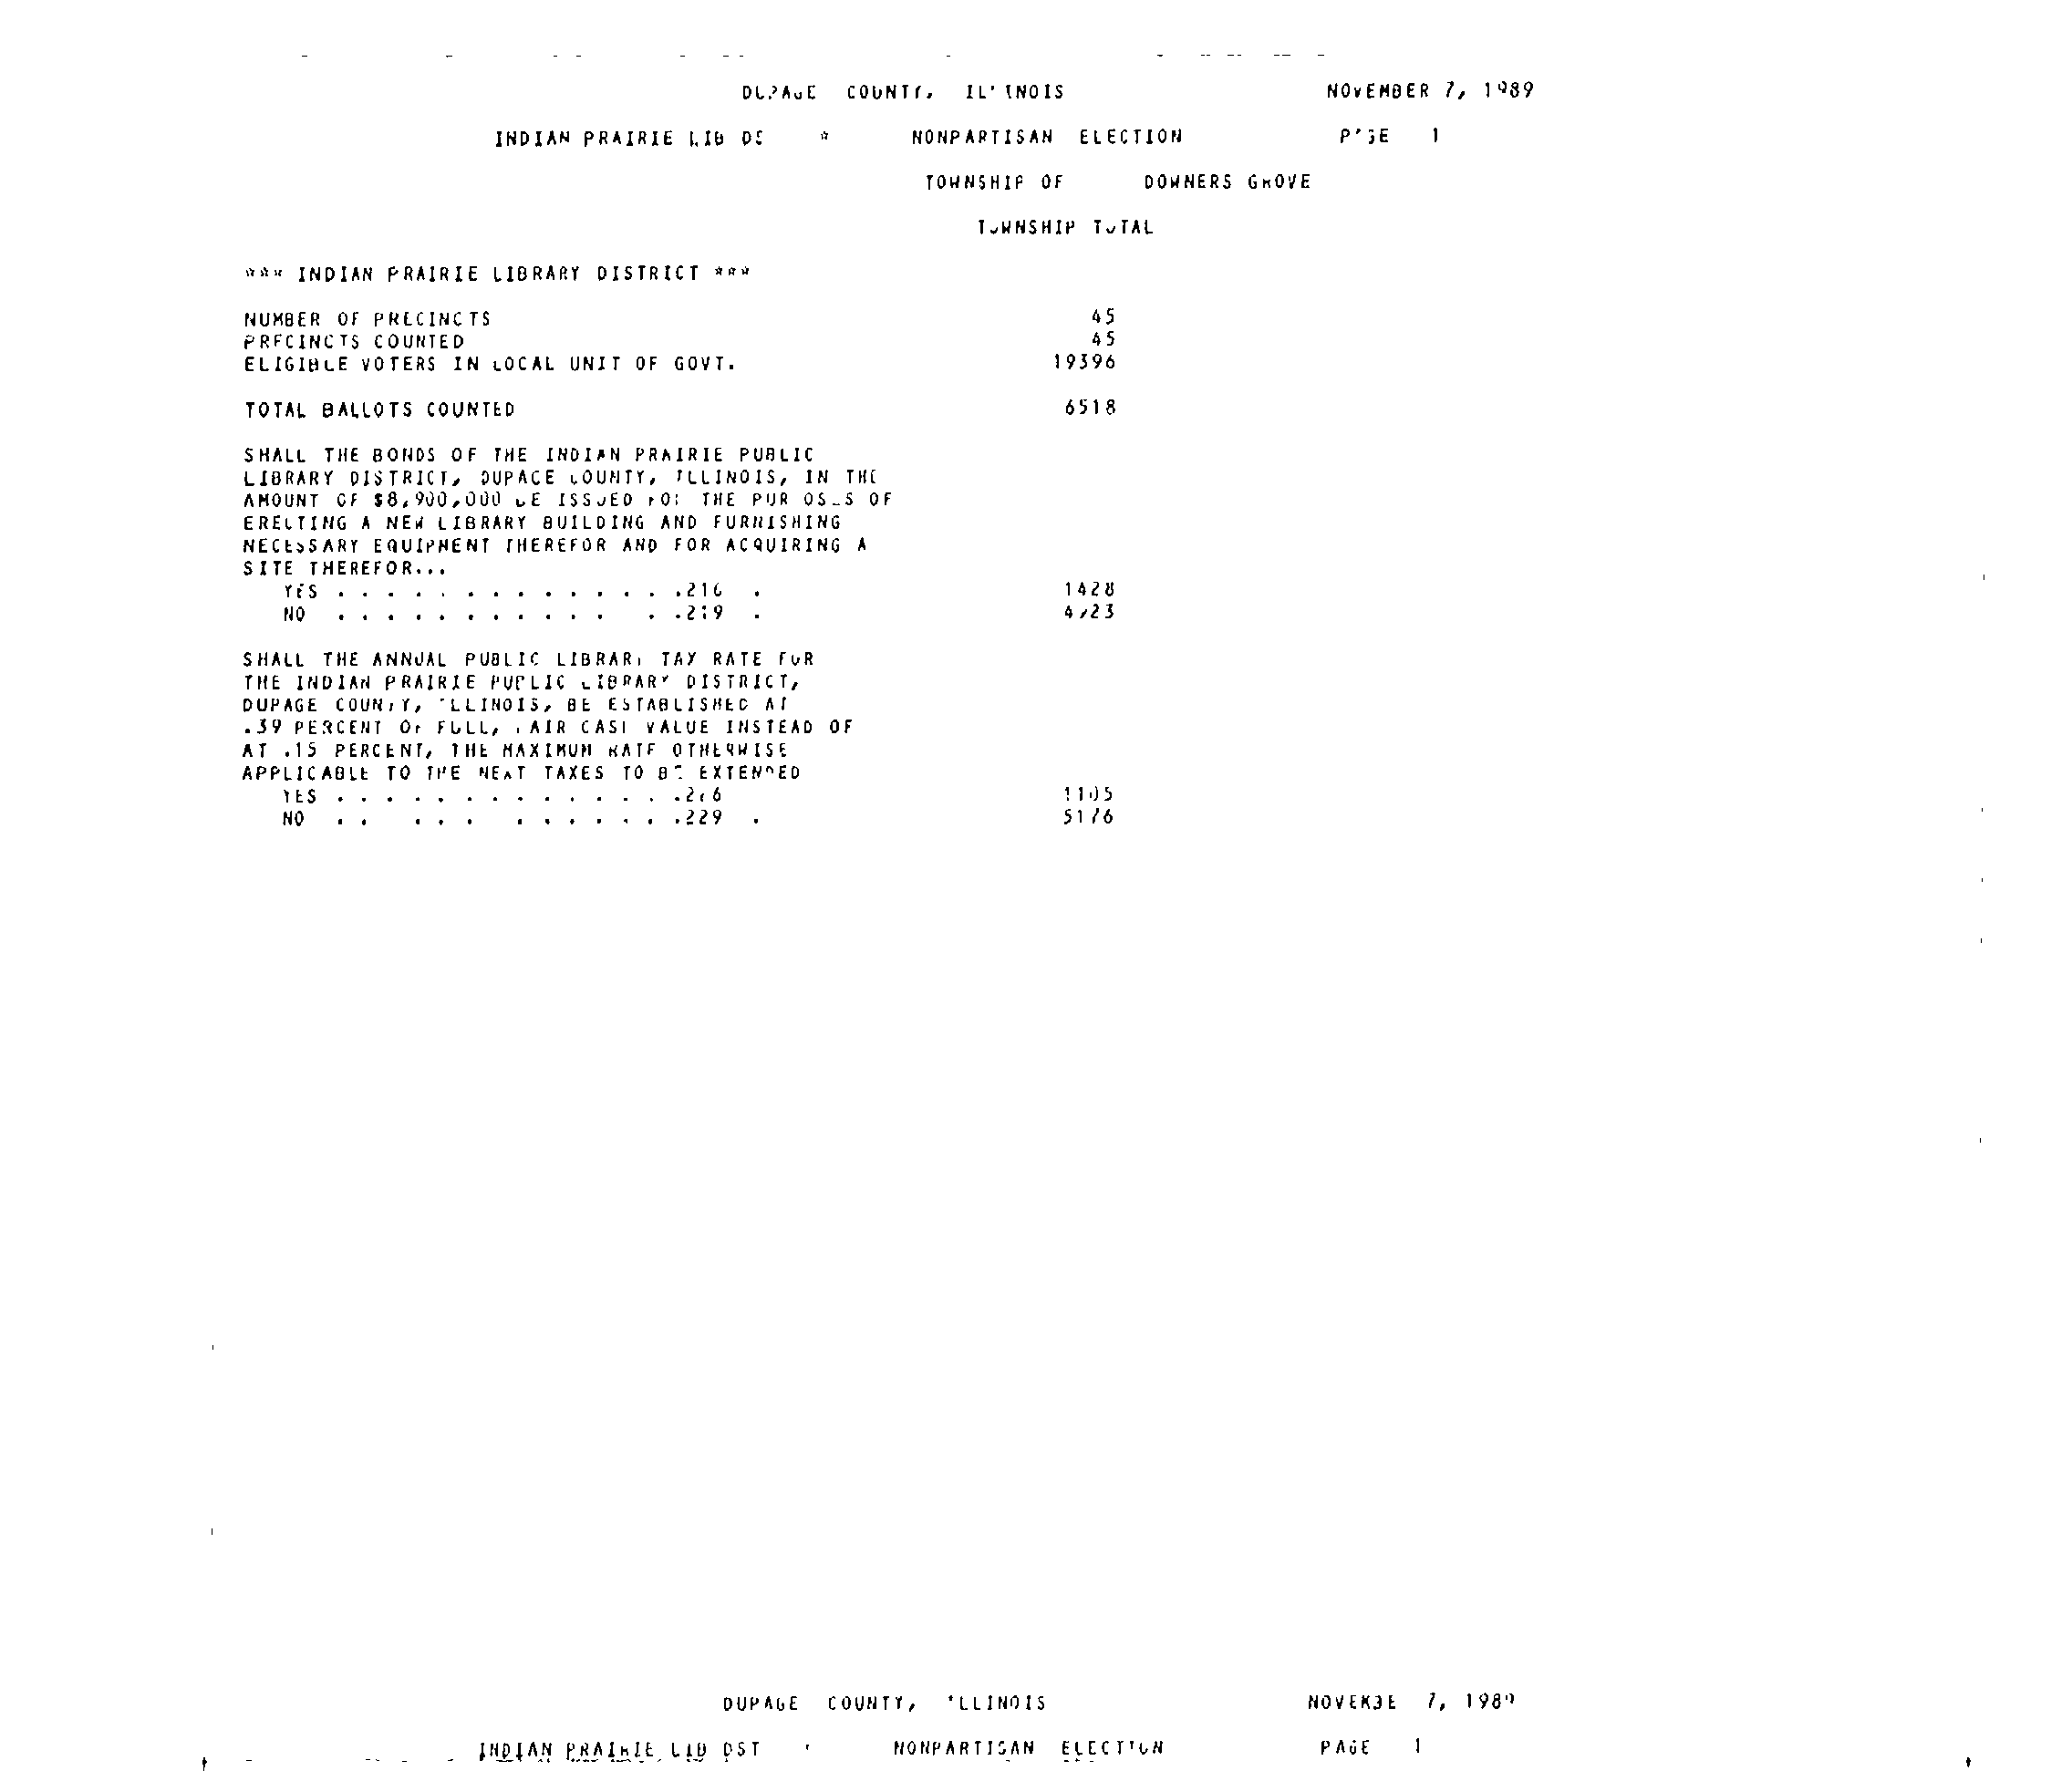 DUPAGE COUNTY, ILLINOIS NOVEMBER 7, 1989
INDIAN PRAIRIE LIB DS * NONPARTISAN ELECTION PAGE 1
TOWNSHIP OF DOWNERS GROVE
TOWNSHIP TOTAL
*** INDIAN PRAIRIE LIBRARY DISTRICT ***
NUMBER OF PRECINCTS 45
PRECINCTS COUNTED 45
ELIGIBLE VOTERS IN LOCAL UNIT OF GOVT. 19396
TOTAL BALLOTS COUNTED 6518
SHALL THE BONDS OF THE INDIAN PRAIRIE PUBLIC
LIBRARY DISTRICT, DUPAGE COUNTY, ILLINOIS, IN THE
AMOUNT OF $8,900,000 BE ISSUED FOR THE PURPOSES OF
ERECTING A NEW LIBRARY BUILDING AND FURNISHING
NECESSARY EQUIPMENT THEREFOR AND FOR ACQUIRING A
SITE THEREFOR...
YES . . . . . . . . . . . . . .216 . 1428
NO . . . . . . . . . . . . .219 .
SHALL THE ANNUAL PUBLIC LIBRARY TAX RATE FOR
THE INDIAN PRAIRIE PUBLIC LIBRARY DISTRICT,
DUPAGE COUNTY, ILLINOIS, BE ESTABLISHED AT
.39 PERCENT OF FULL, FAIR CASH VALUE INSTEAD OF
AT .15 PERCENT, THE MAXIMUM RATE OTHERWISE
APPLICABLE TO THE NEXT TAXES TO BE EXTENDED
YES . . . . . . . . . . . . . .226 1105
NO . . . . . . . . . . . .229 . 5176
DUPAGE COUNTY, ILLINOIS NOVEMBER 7, 1989
INDIAN PRAIRIE LIB DST * NONPARTISAN ELECTION PAGE 1